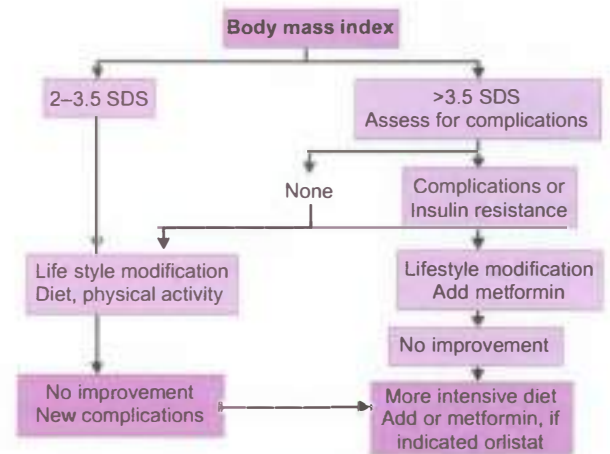 Body mass index
2–3.5 SDS
>3.5 SDS
Assess for complications
None
Complications or
Insulin resistance
Life style modification
Diet, physical activity
Lifestyle modification
Add metformin
No improvement
No improvement
New complications
More intensive diet
Add or metformin, if
indicated orlistat